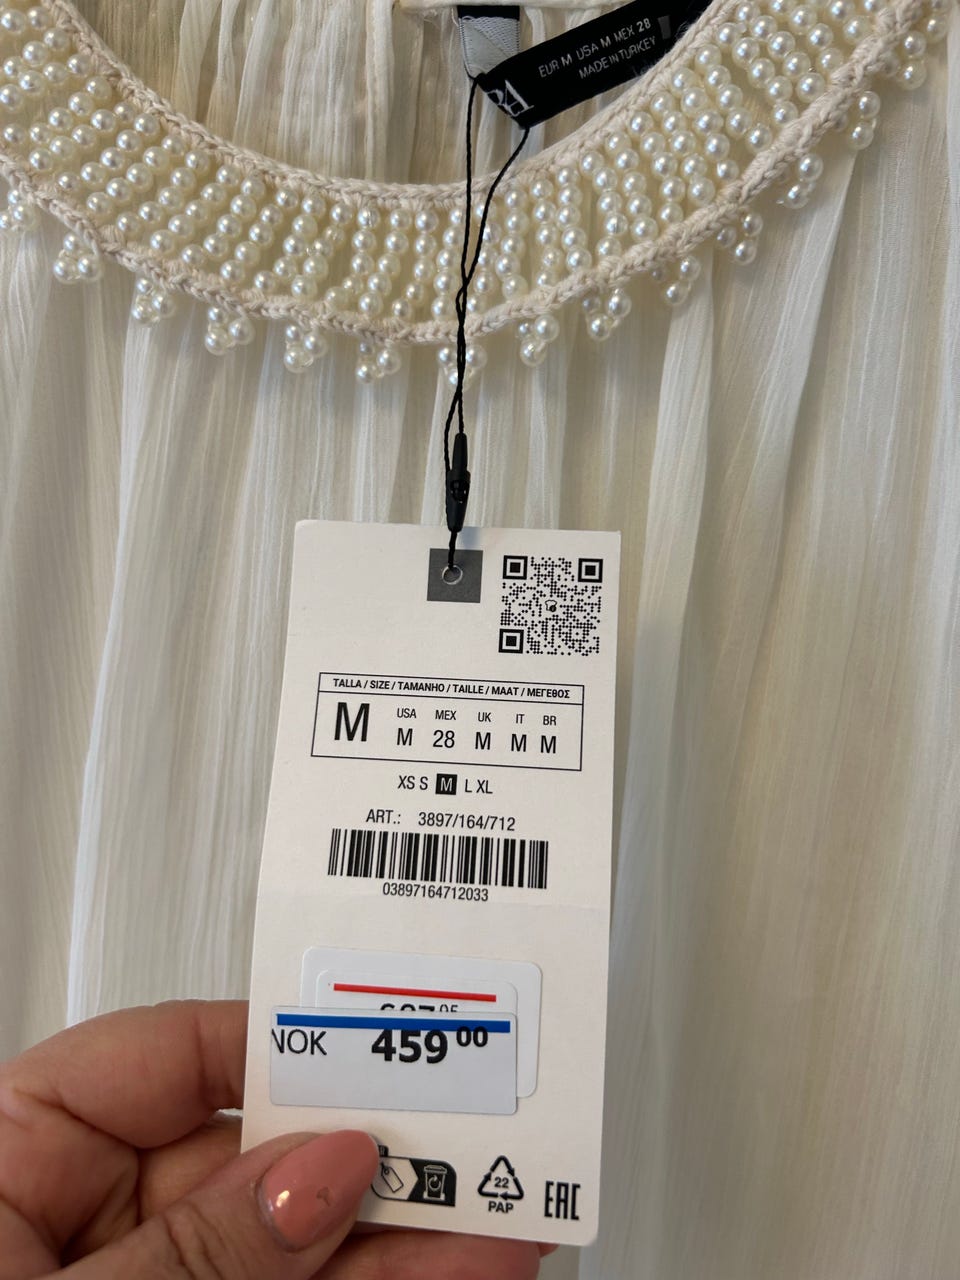 EUR M USA M MEX 28
MADE IN TURKEY
TALLA / SIZE / TAMANHO / TAILLE / MAAT / ΜΕΓΕΘΟΣ
M
USA MEX UK IT BR
M 28 M M M
XS S M L XL
ART.: 3897/164/712
03897164712033
NOK 459 00
22
PAP
EAC